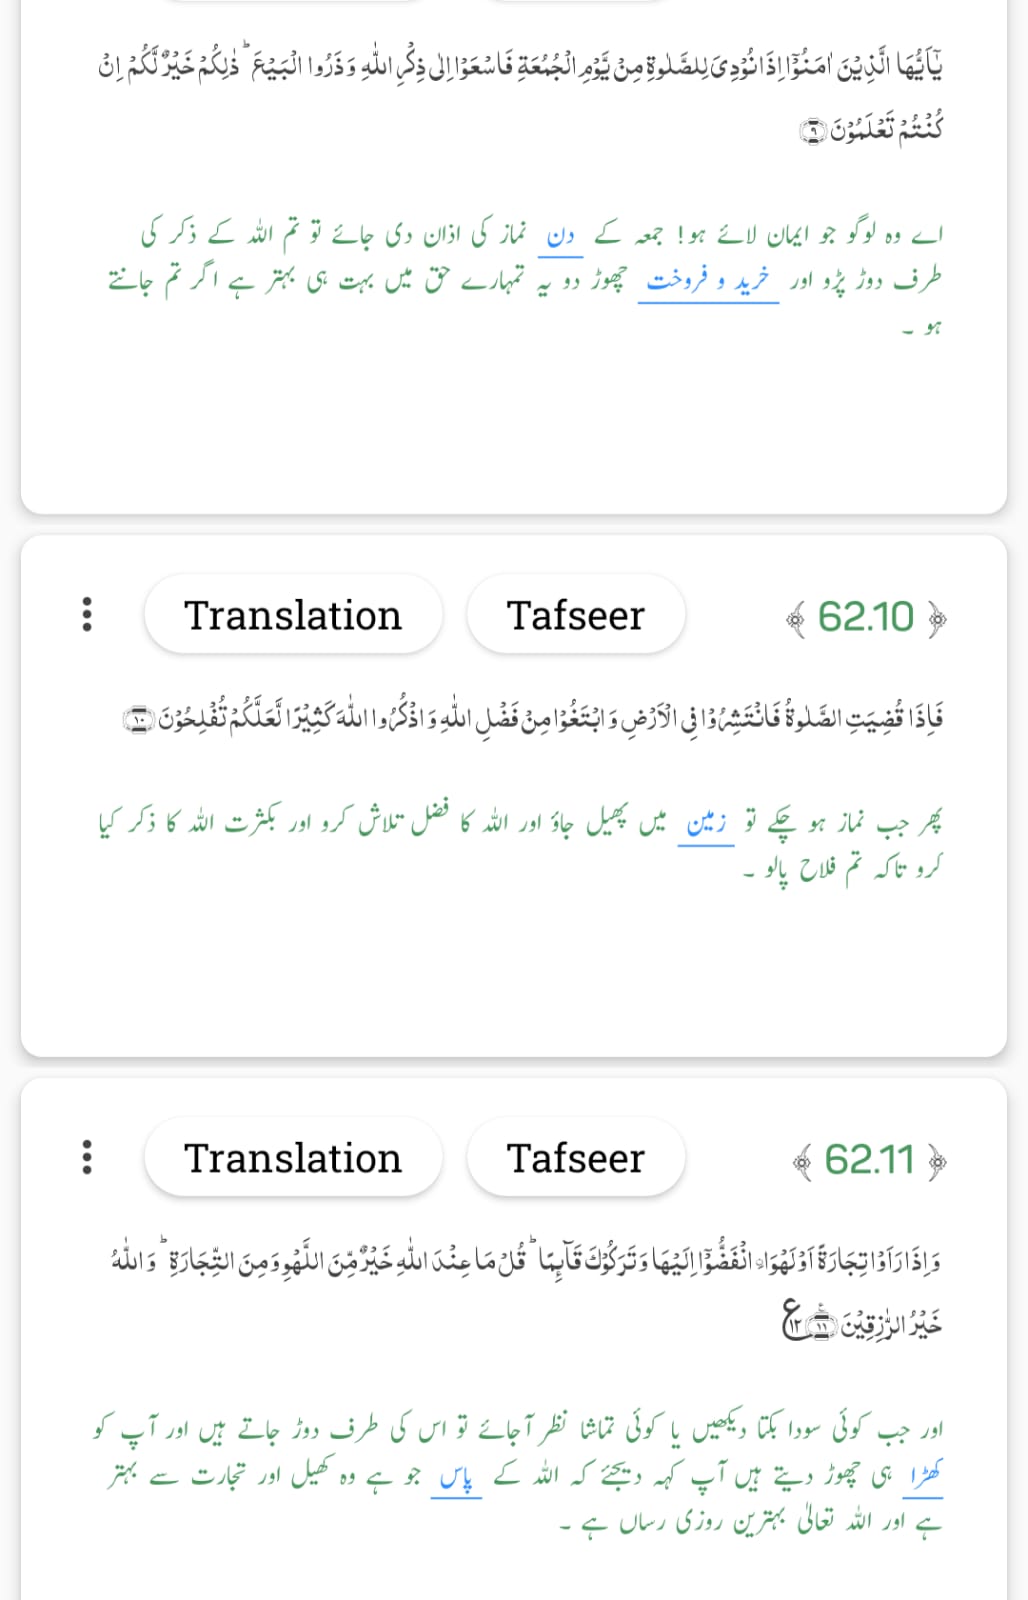 يٰۤاَيُّهَا الَّذِيْنَ اٰمَنُوْۤا اِذَا نُوْدِىَ لِلصَّلٰوةِ مِنْ يَّوْمِ الْجُمُعَةِ فَاسْعَوْا اِلٰى ذِكْرِ اللّٰهِ وَذَرُوا الْبَيْعَ ؕ ذٰلِكُمْ خَيْرٌ لَّكُمْ اِنْ
كُنْتُمْ تَعْلَمُوْنَ ۝۹
اے وہ لوگو جو ایمان لائے ہو! جمعہ کے دن نماز کی اذان دی جائے تو تم اللہ کے ذکر کی
طرف دوڑ پڑو اور خرید و فروخت چھوڑ دو یہ تمہارے حق میں بہت ہی بہتر ہے اگر تم جانتے
ہو ۔
Translation Tafseer ﴾ 62.10 ﴿
فَاِذَا قُضِيَتِ الصَّلٰوةُ فَانْتَشِرُوْا فِى الْاَرْضِ وَابْتَغُوْا مِنْ فَضْلِ اللّٰهِ وَاذْكُرُوا اللّٰهَ كَثِيْرًا لَّعَلَّكُمْ تُفْلِحُوْنَ ۝۱۰
پھر جب نماز ہو چکے تو زمین میں پھیل جاؤ اور اللہ کا فضل تلاش کرو اور بکثرت اللہ کا ذکر کیا
کرو تاکہ تم فلاح پالو ۔
Translation Tafseer ﴾ 62.11 ﴿
وَاِذَا رَاَوْا تِجَارَةً اَوْ لَهْوَا۟ اۨنْفَضُّوْۤا اِلَيْهَا وَتَرَكُوْكَ قَآٮِٕمًا ؕ قُلْ مَا عِنْدَ اللّٰهِ خَيْرٌ مِّنَ اللَّهْوِ وَمِنَ التِّجَارَةِ ؕ وَاللّٰهُ
خَيْرُ الرّٰزِقِيْنَ ۝۱۱ ع ۱۲
اور جب کوئی سودا بکتا دیکھیں یا کوئی تماشا نظر آجائے تو اس کی طرف دوڑ جاتے ہیں اور آپ کو
کھڑا ہی چھوڑ دیتے ہیں آپ کہہ دیجئے کہ اللہ کے پاس جو ہے وہ کھیل اور تجارت سے بہتر
ہے اور اللہ تعالیٰ بہترین روزی رساں ہے ۔